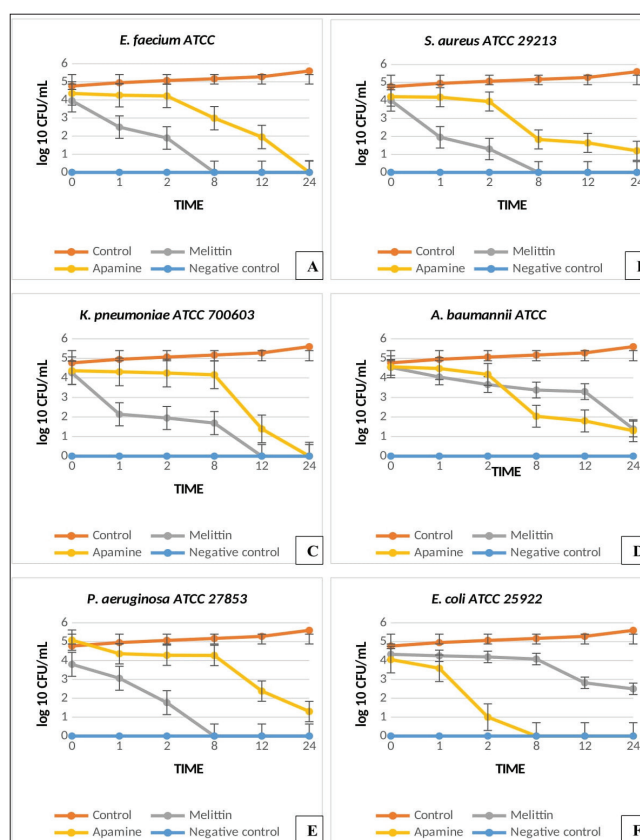 E. faecium ATCC
6
5
4
3
2
1
0
log 10 CFU/mL
0 1 2 8 12 24
TIME
Control Melittin
Apamine Negative control
A
S. aureus ATCC 29213
6
5
4
3
2
1
0
log 10 CFU/mL
0 1 2 8 12 24
TIME
Control Melittin
Apamine Negative control
K. pneumoniae ATCC 700603
6
5
4
3
2
1
0
log 10 CFU/mL
0 1 2 8 12 24
TIME
Control Melittin
Apamine Negative control
C
A. baumannii ATCC
6
5
4
3
2
1
0
log 10 CFU/mL
0 1 2 8 12 24
TIME
Control Melittin
Apamine Negative control
D
P. aeruginosa ATCC 27853
6
5
4
3
2
1
0
log 10 CFU/mL
0 1 2 8 12 24
TIME
Control Melittin
Apamine Negative control
E
E. coli ATCC 25922
6
5
4
3
2
1
0
log 10 CFU/mL
0 1 2 8 12 24
TIME
Control Melittin
Apamine Negative control